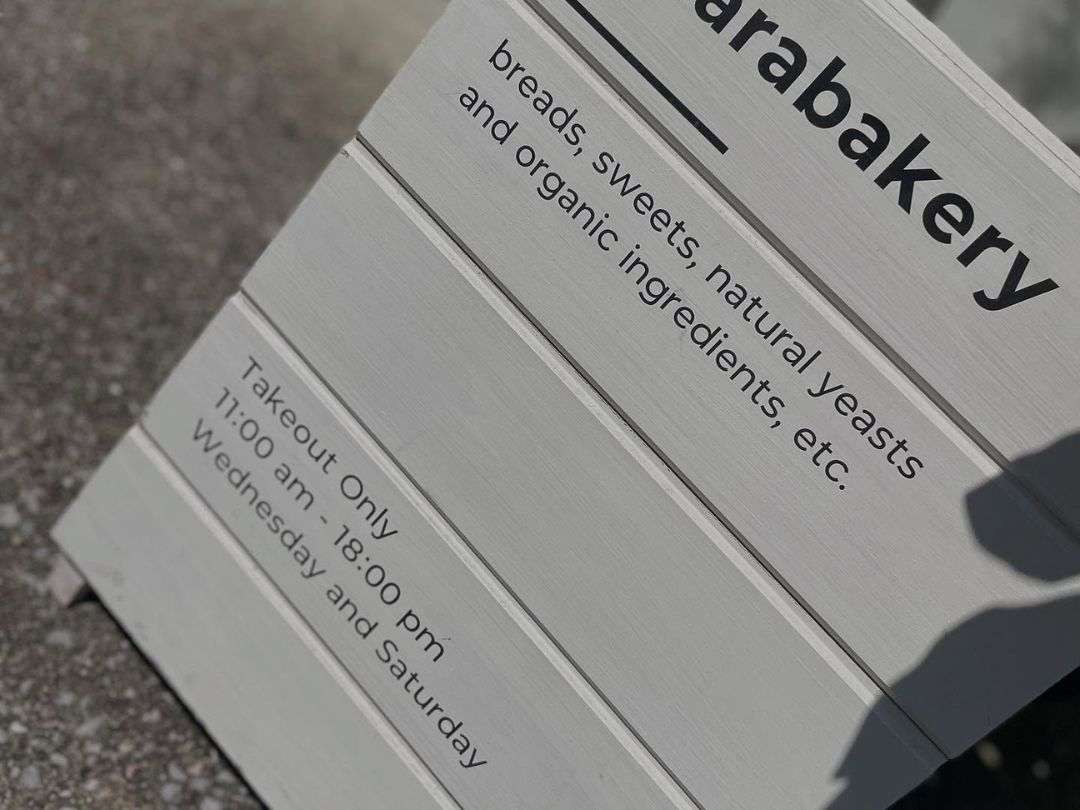 arabakery
breads, sweets, natural yeasts
and organic ingredients, etc.
Takeout Only
11:00 am - 18:00 pm
Wednesday and Saturday